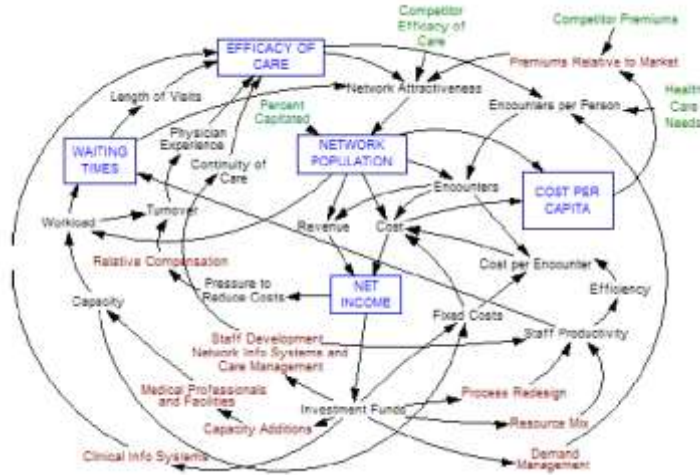 Competitor
Efficacy of
Care
Competitor Premiums
EFFICACY OF
CARE
Premiums Relative to Market
Length of Visits
Network Attractiveness
Encounters per Person
Health
Care
Needs
Percent
Capitated
Physician
Experience
WAITING
TIMES
NETWORK
POPULATION
Continuity of
Care
Encounters
COST PER
CAPITA
Workload
Turnover
Revenue
Cost
Relative Compensation
Cost per Encounter
Capacity
Pressure to
Reduce Costs
NET
INCOME
Efficiency
Fixed Costs
Staff Development
Network Info Systems and
Care Management
Staff Productivity
Medical Professionals
and Facilities
Process Redesign
Investment Funds
Capacity Additions
Resource Mix
Clinical Info Systems
Demand
Management